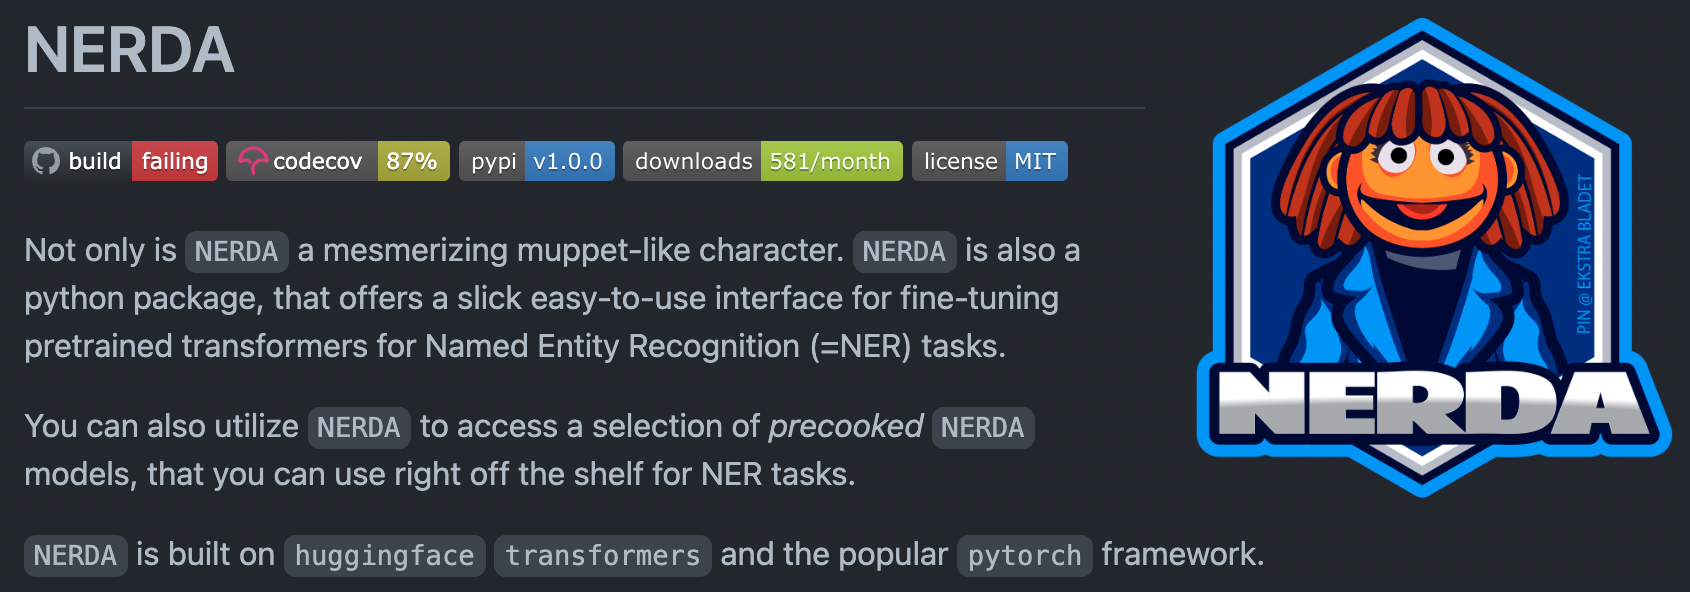 NERDA
build failing codecov 87% pypi v1.0.0 downloads 581/month license MIT
Not only is NERDA a mesmerizing muppet-like character. NERDA is also a
python package, that offers a slick easy-to-use interface for fine-tuning
pretrained transformers for Named Entity Recognition (=NER) tasks.
You can also utilize NERDA to access a selection of precooked NERDA
models, that you can use right off the shelf for NER tasks.
NERDA is built on huggingface transformers and the popular pytorch framework.
PIN @ EKSTRA BLADET
NERDA